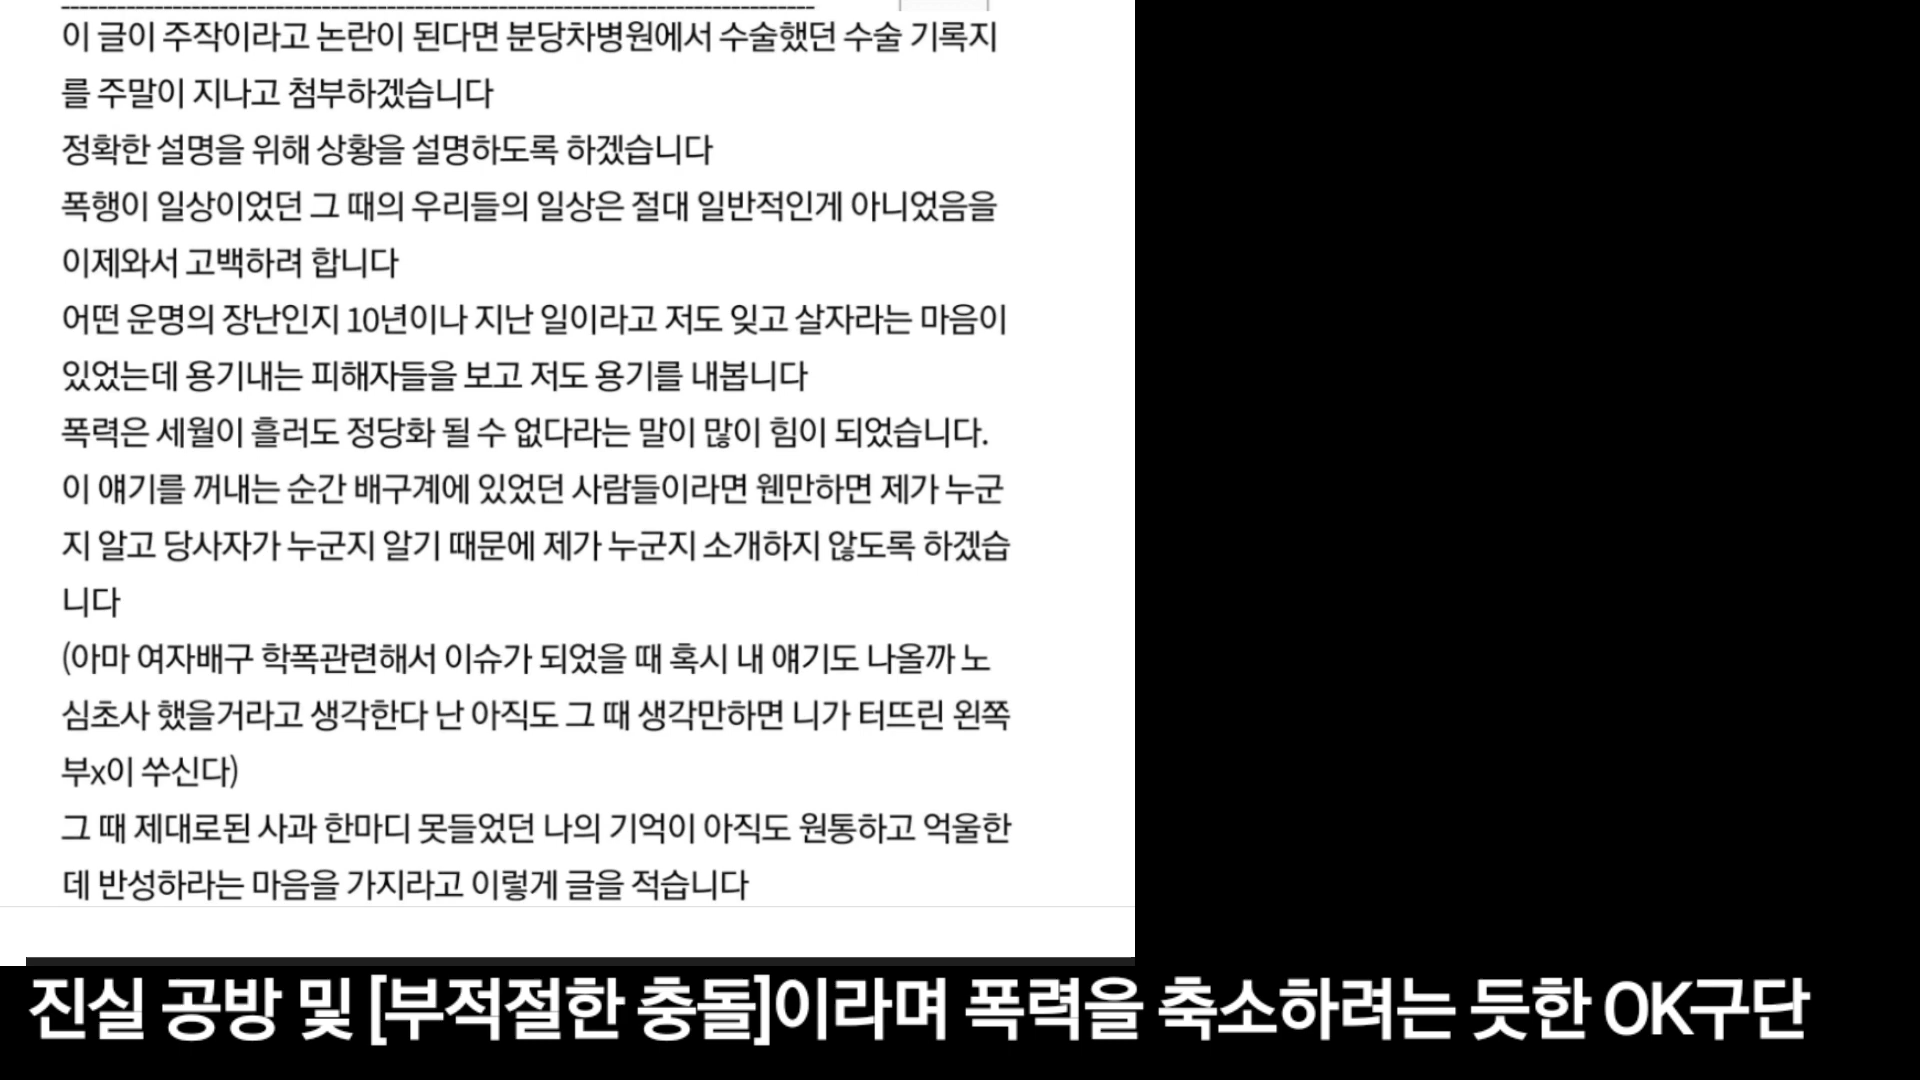 이 글이 주작이라고 논란이 된다면 분당차병원에서 수술했던 수술 기록지
를 주말이 지나고 첨부하겠습니다
정확한 설명을 위해 상황을 설명하도록 하겠습니다
폭행이 일상이었던 그 때의 우리들의 일상은 절대 일반적인게 아니었음을
이제와서 고백하려 합니다
어떤 운명의 장난인지 10년이나 지난 일이라고 저도 잊고 살자라는 마음이
있었는데 용기내는 피해자들을 보고 저도 용기를 내봅니다
폭력은 세월이 흘러도 정당화 될 수 없다라는 말이 많이 힘이 되었습니다.
이 얘기를 꺼내는 순간 배구계에 있었던 사람들이라면 웬만하면 제가 누군
지 알고 당사자가 누군지 알기 때문에 제가 누군지 소개하지 않도록 하겠습
니다
(아마 여자배구 학폭관련해서 이슈가 되었을 때 혹시 내 얘기도 나올까 노
심초사 했을거라고 생각한다 난 아직도 그 때 생각만하면 니가 터뜨린 왼쪽
부x이 쑤신다)
그 때 제대로된 사과 한마디 못들었던 나의 기억이 아직도 원통하고 억울한
데 반성하라는 마음을 가지라고 이렇게 글을 적습니다
진실 공방 및 [부적절한 충돌]이라며 폭력을 축소하려는 듯한 OK구단